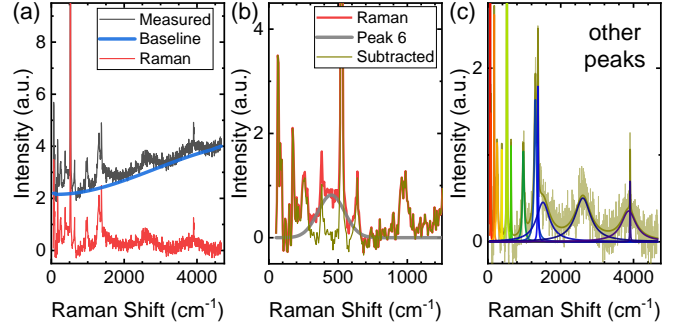 (a)
Measured
Baseline
Raman
Intensity (a.u.)
8
6
4
2
0
0
2000
4000
Raman Shift (cm⁻¹)
(b)
Raman
Peak 6
Subtracted
Intensity (a.u.)
4
2
0
0
500
1000
Raman Shift (cm⁻¹)
(c)
other
peaks
Intensity (a.u.)
2
0
0
2000
4000
Raman Shift (cm⁻¹)